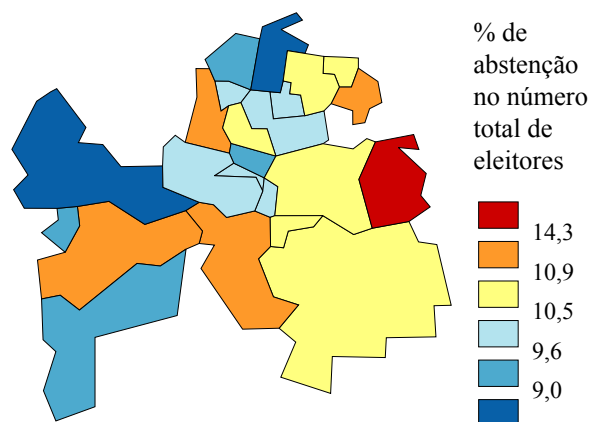 % de
abstenção
no número
total de
eleitores
14,3
10,9
10,5
9,6
9,0